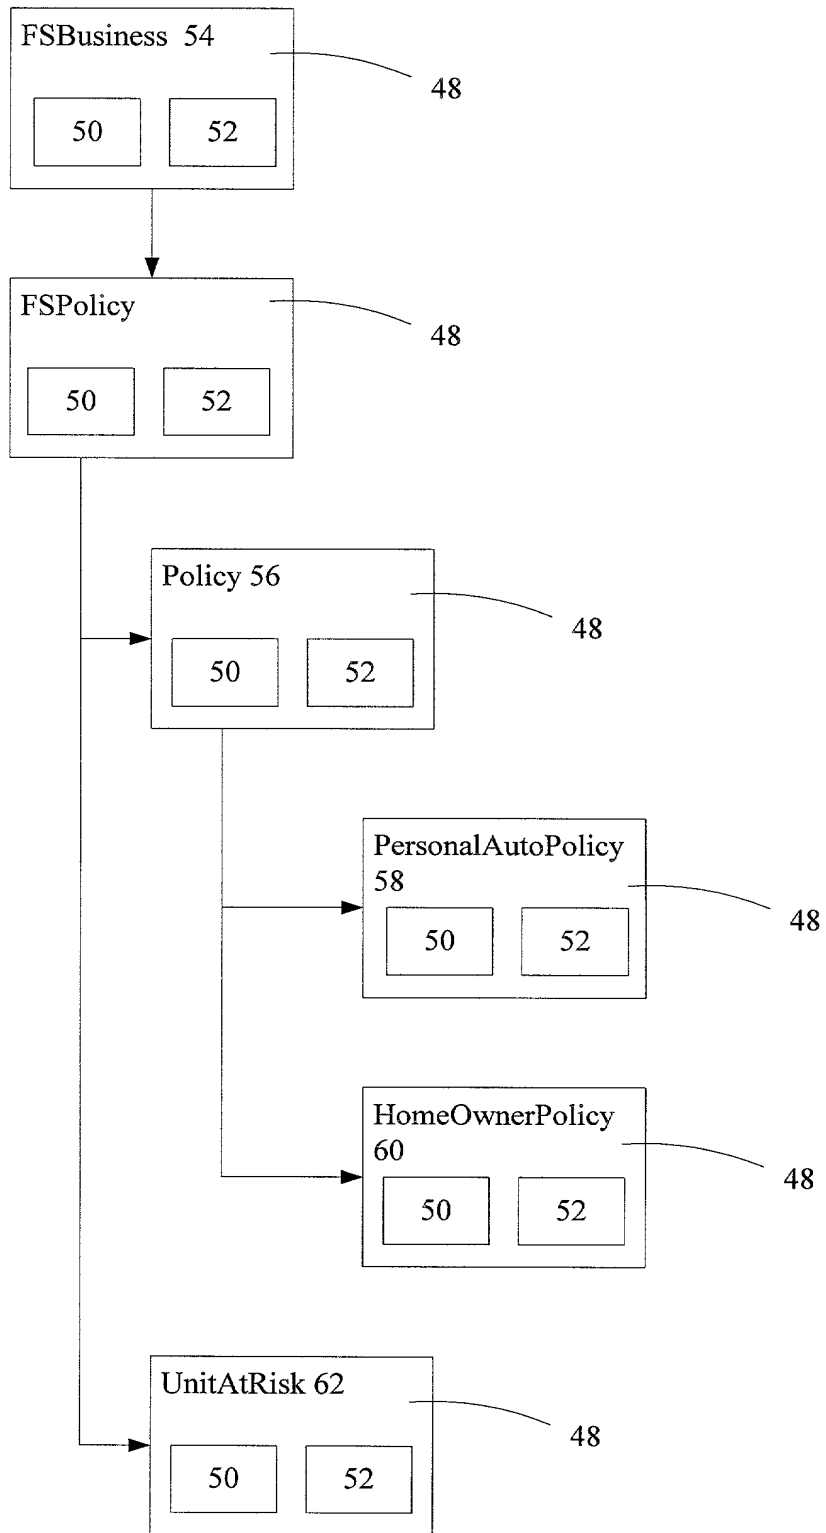 FSBusiness 54
48
50 52
FSPolicy
48
50 52
Policy 56
48
50 52
PersonalAutoPolicy
58
48
50 52
HomeOwnerPolicy
60
48
50 52
UnitAtRisk 62
48
50 52